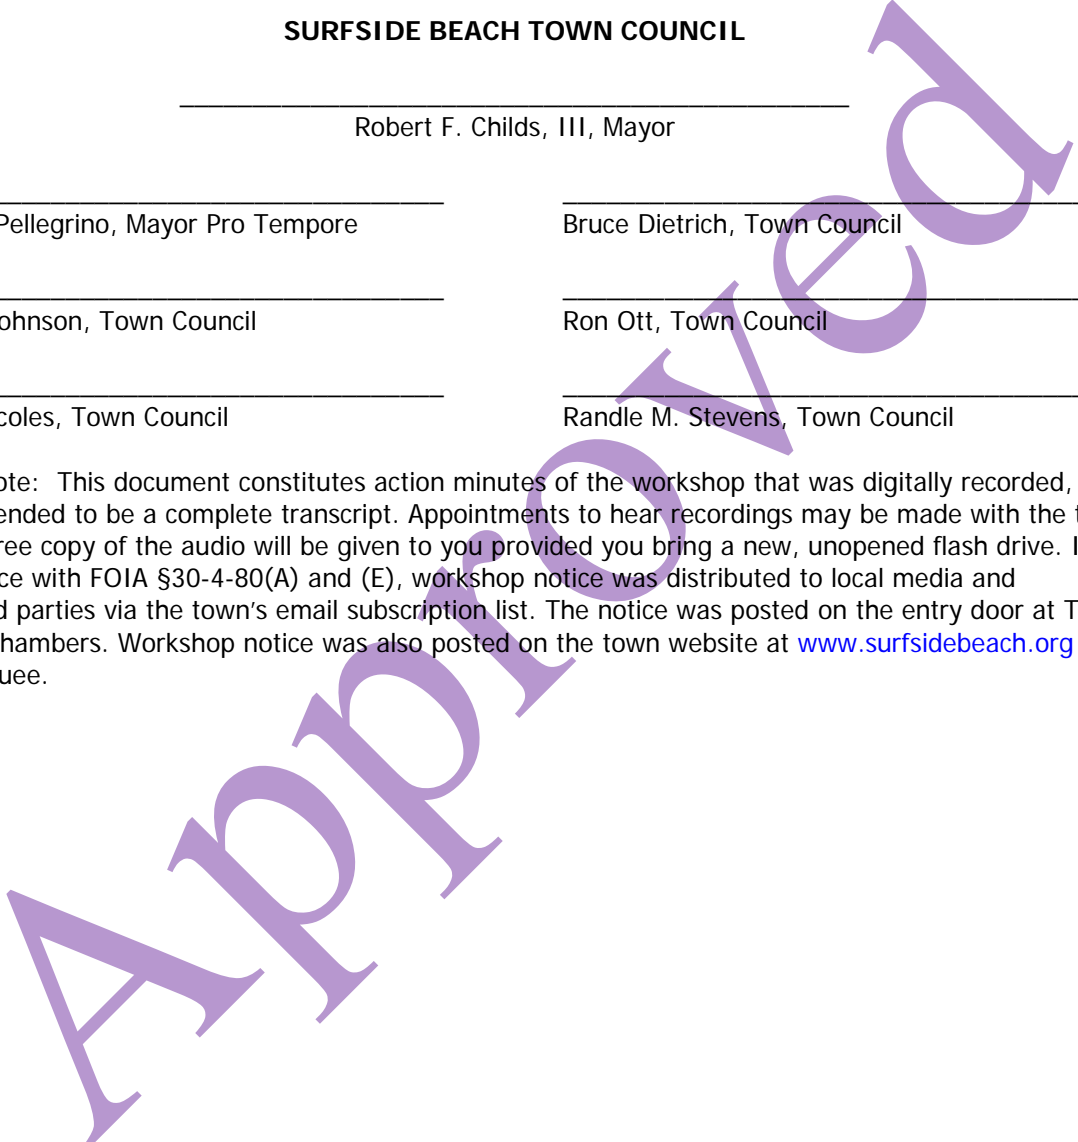 SURFSIDE BEACH TOWN COUNCIL
Robert F. Childs, III, Mayor
Pellegrino, Mayor Pro Tempore Bruce Dietrich, Town Council
ohnson, Town Council Ron Ott, Town Council
coles, Town Council Randle M. Stevens, Town Council
ote: This document constitutes action minutes of the workshop that was digitally recorded,
ended to be a complete transcript. Appointments to hear recordings may be made with the t
ree copy of the audio will be given to you provided you bring a new, unopened flash drive. I
ce with FOIA §30-4-80(A) and (E), workshop notice was distributed to local media and
d parties via the town's email subscription list. The notice was posted on the entry door at T
hambers. Workshop notice was also posted on the town website at www.surfsidebeach.org
uee.
Approved